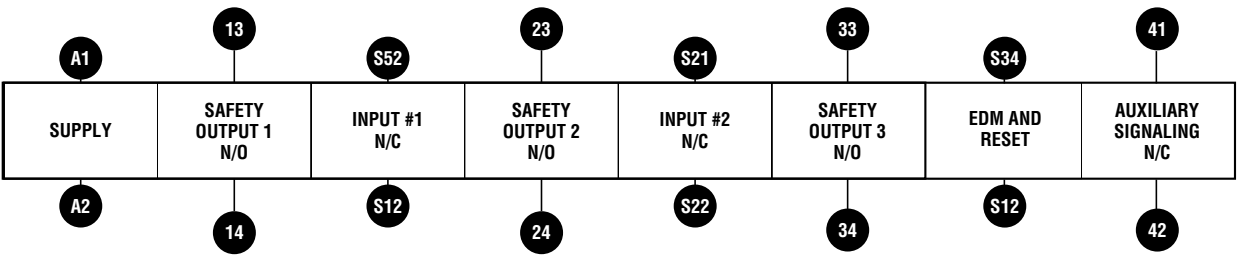 13
23
33
41
A1
S52
S21
S34
SUPPLY
SAFETY
OUTPUT 1
N/O
INPUT #1
N/C
SAFETY
OUTPUT 2
N/O
INPUT #2
N/C
SAFETY
OUTPUT 3
N/O
EDM AND
RESET
AUXILIARY
SIGNALING
N/C
A2
S12
S22
S12
14
24
34
42